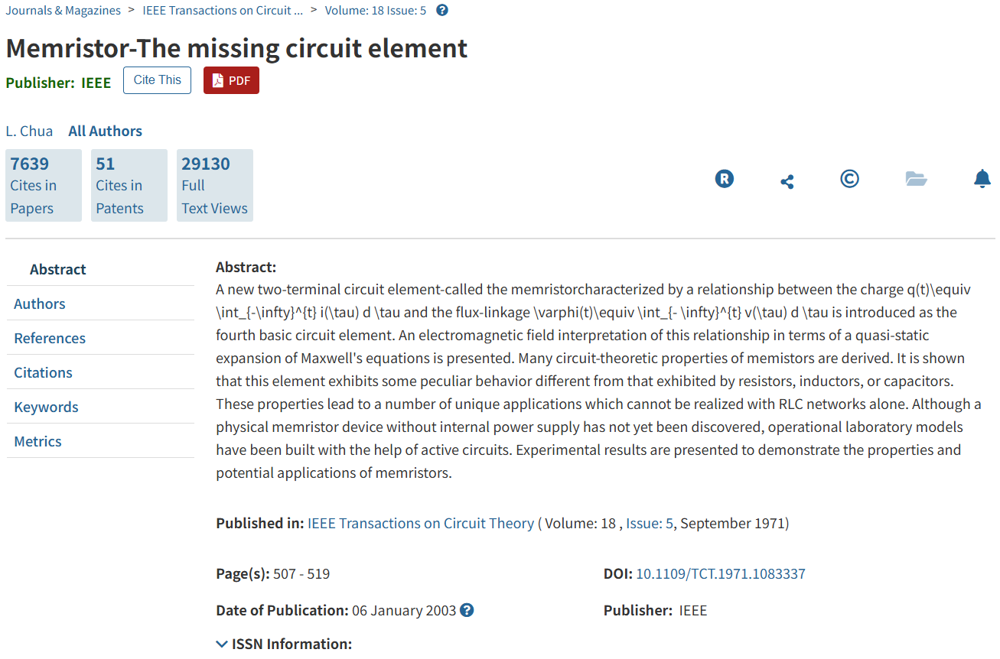 Journals & Magazines > IEEE Transactions on Circuit ... > Volume: 18 Issue: 5 ?
Memristor-The missing circuit element
Publisher: IEEE Cite This PDF
L. Chua All Authors
7639 Cites in Papers
51 Cites in Patents
29130 Full Text Views
R ©
Abstract
Authors
References
Citations
Keywords
Metrics
Abstract:
A new two-terminal circuit element-called the memristorcharacterized by a relationship between the charge q(t)\equiv
\int_{-\infty}^{t} i(\tau) d \tau and the flux-linkage \varphi(t)\equiv \int_{- \infty}^{t} v(\tau) d \tau is introduced as the
fourth basic circuit element. An electromagnetic field interpretation of this relationship in terms of a quasi-static
expansion of Maxwell's equations is presented. Many circuit-theoretic properties of memistors are derived. It is shown
that this element exhibits some peculiar behavior different from that exhibited by resistors, inductors, or capacitors.
These properties lead to a number of unique applications which cannot be realized with RLC networks alone. Although a
physical memristor device without internal power supply has not yet been discovered, operational laboratory models
have been built with the help of active circuits. Experimental results are presented to demonstrate the properties and
potential applications of memristors.
Published in: IEEE Transactions on Circuit Theory ( Volume: 18 , Issue: 5, September 1971)
Page(s): 507 - 519
DOI: 10.1109/TCT.1971.1083337
Date of Publication: 06 January 2003 ?
Publisher: IEEE
ISSN Information: